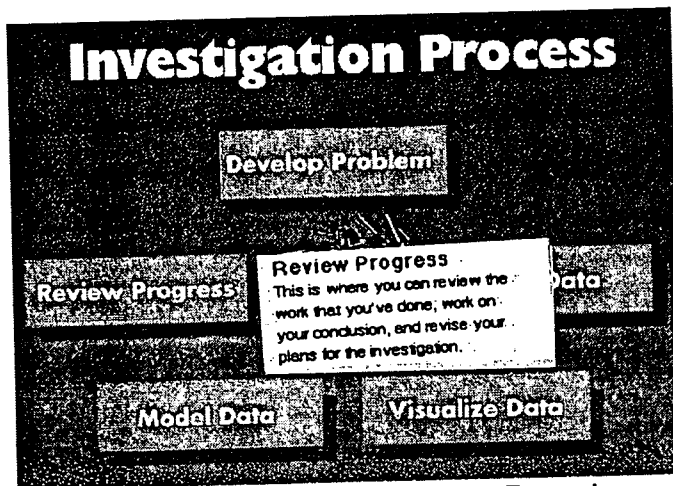 Investigation Process
Develop Problem
Review Progress
Review Progress
This is where you can review the
work that you've done; work on
your conclusion, and revise your
plans for the investigation.
Data
Model Data
Visualize Data